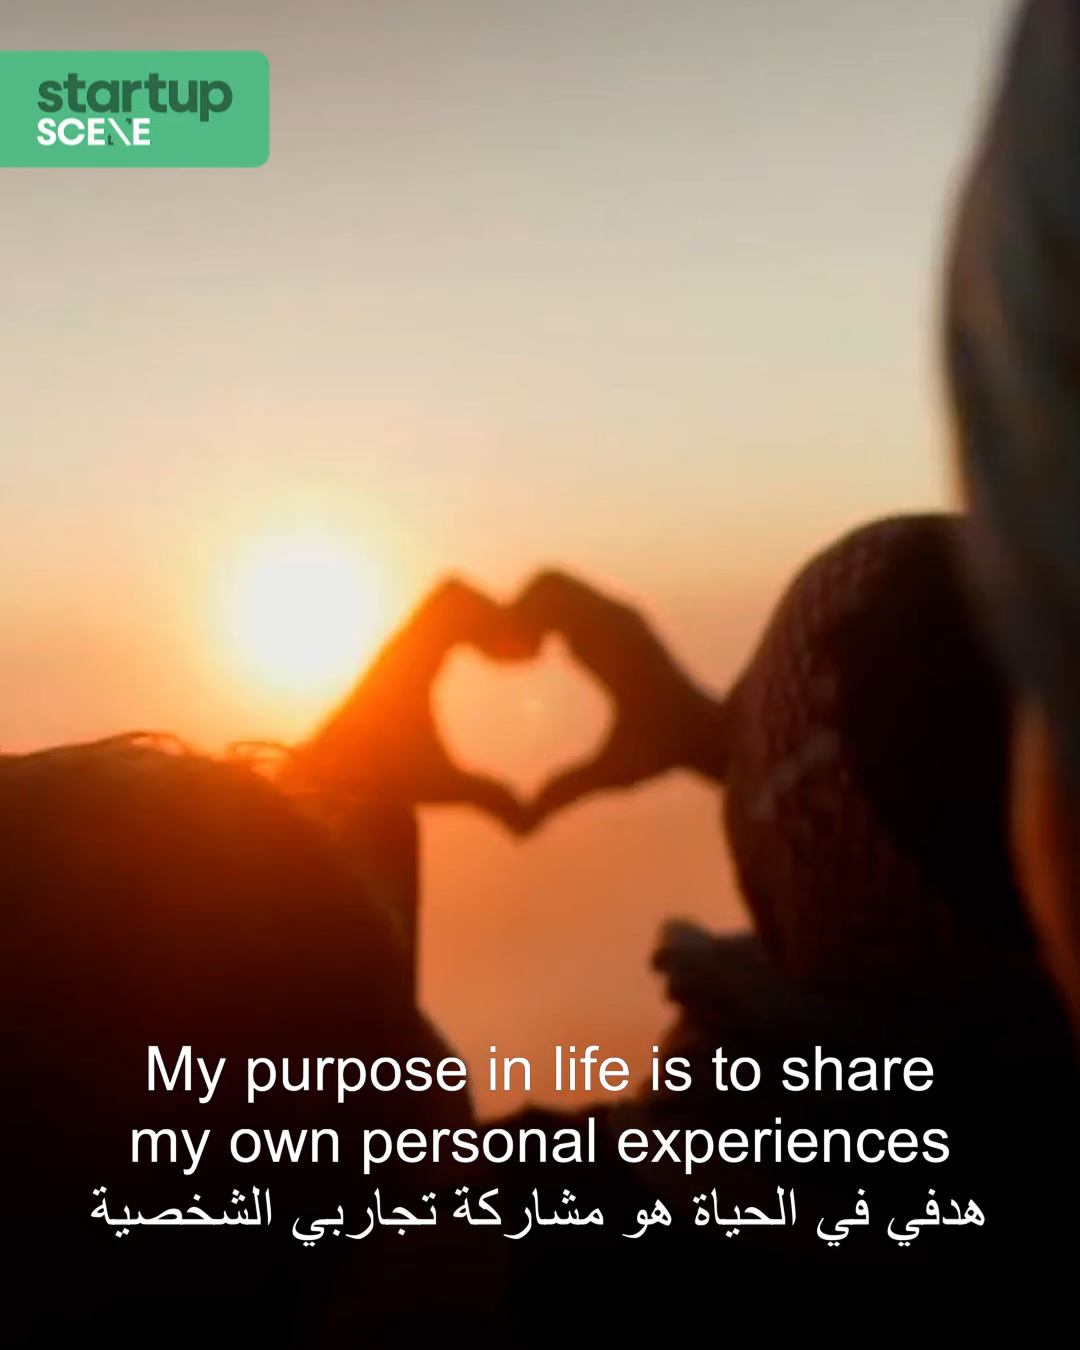 startup
SCENE
My purpose in life is to share
my own personal experiences
هدفي في الحياة هو مشاركة تجاربي الشخصية